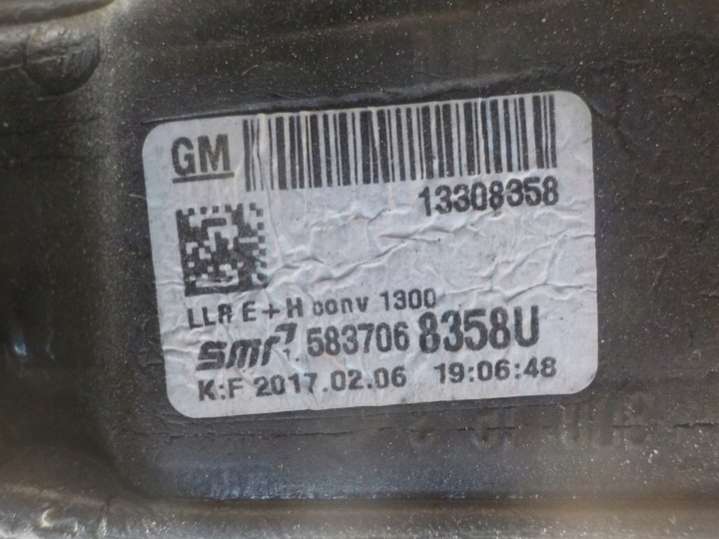 GM
13308358
LLR E+H conv 1300
smr 583706 8358U
K:F 2017.02.06 19:06:48